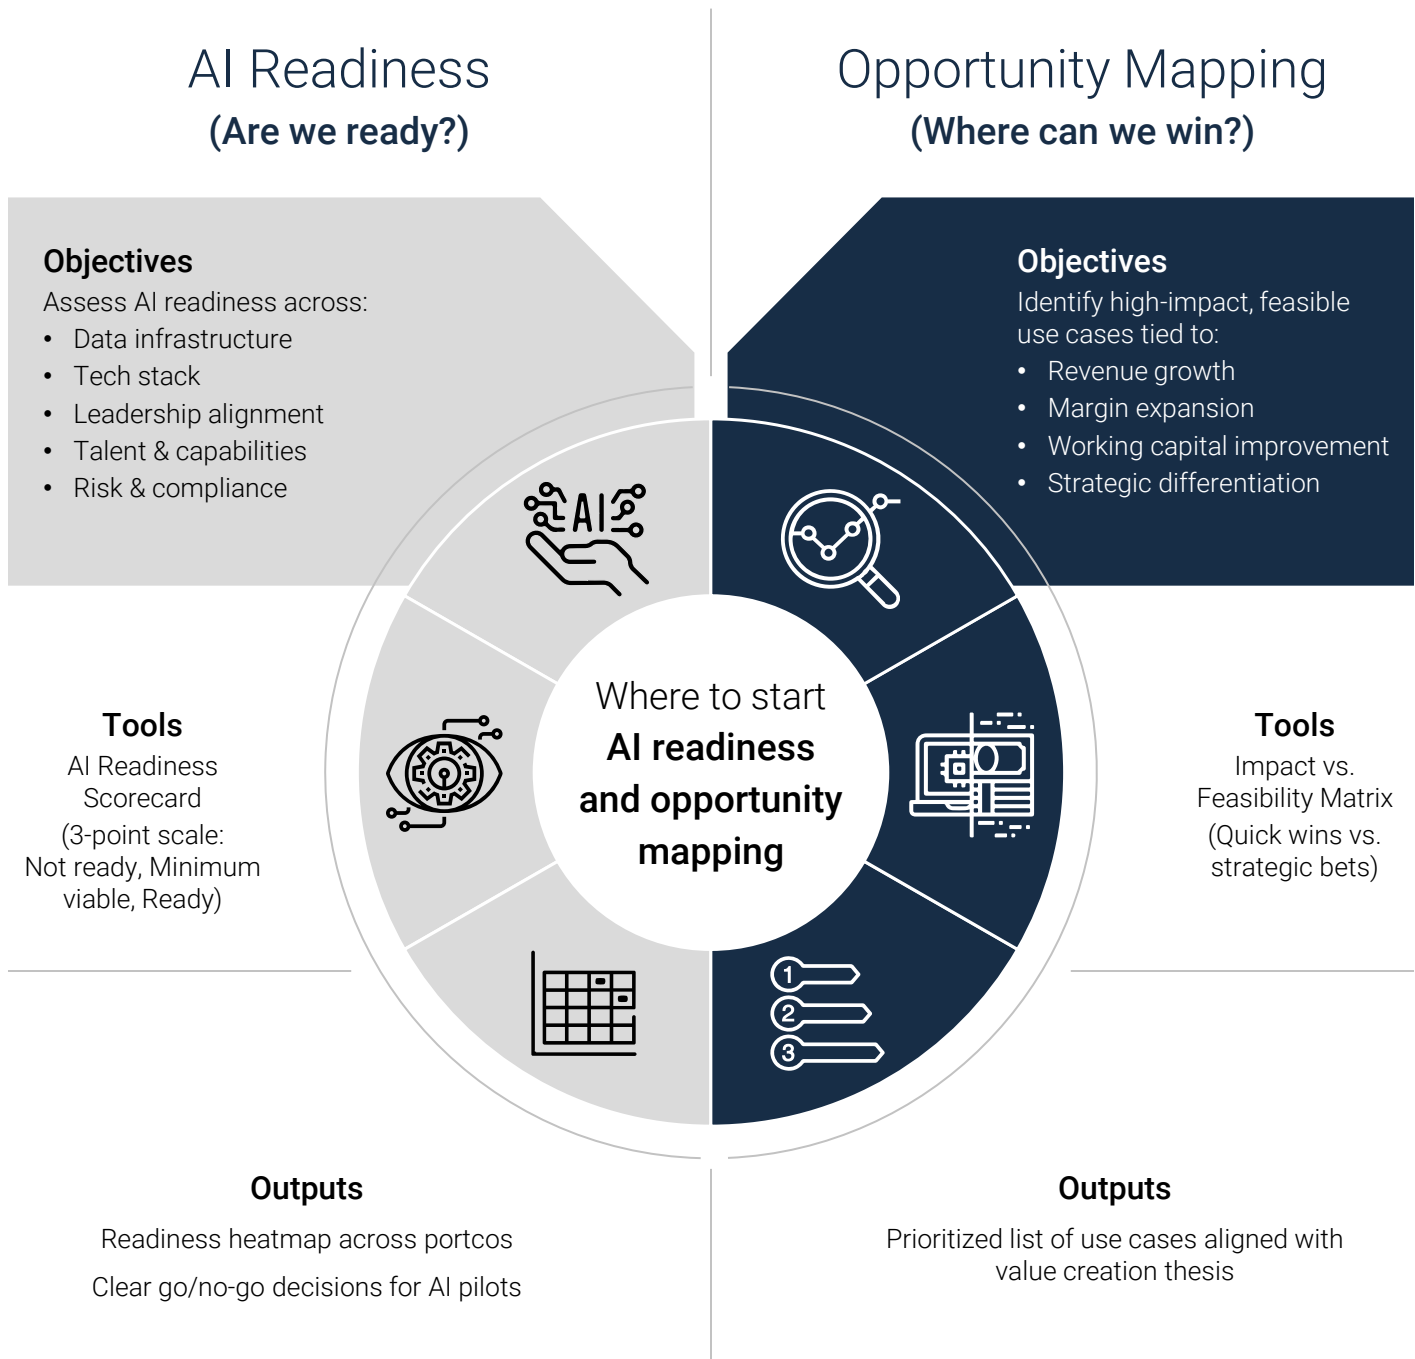 AI Readiness
(Are we ready?)
Objectives
Assess AI readiness across:
• Data infrastructure
• Tech stack
• Leadership alignment
• Talent & capabilities
• Risk & compliance
Tools
AI Readiness
Scorecard
(3-point scale:
Not ready, Minimum
viable, Ready)
Outputs
Readiness heatmap across portcos
Clear go/no-go decisions for AI pilots
AI
Where to start
AI readiness
and opportunity
mapping
Opportunity Mapping
(Where can we win?)
Objectives
Identify high-impact, feasible
use cases tied to:
• Revenue growth
• Margin expansion
• Working capital improvement
• Strategic differentiation
Tools
Impact vs.
Feasibility Matrix
(Quick wins vs.
strategic bets)
1
2
3
Outputs
Prioritized list of use cases aligned with
value creation thesis